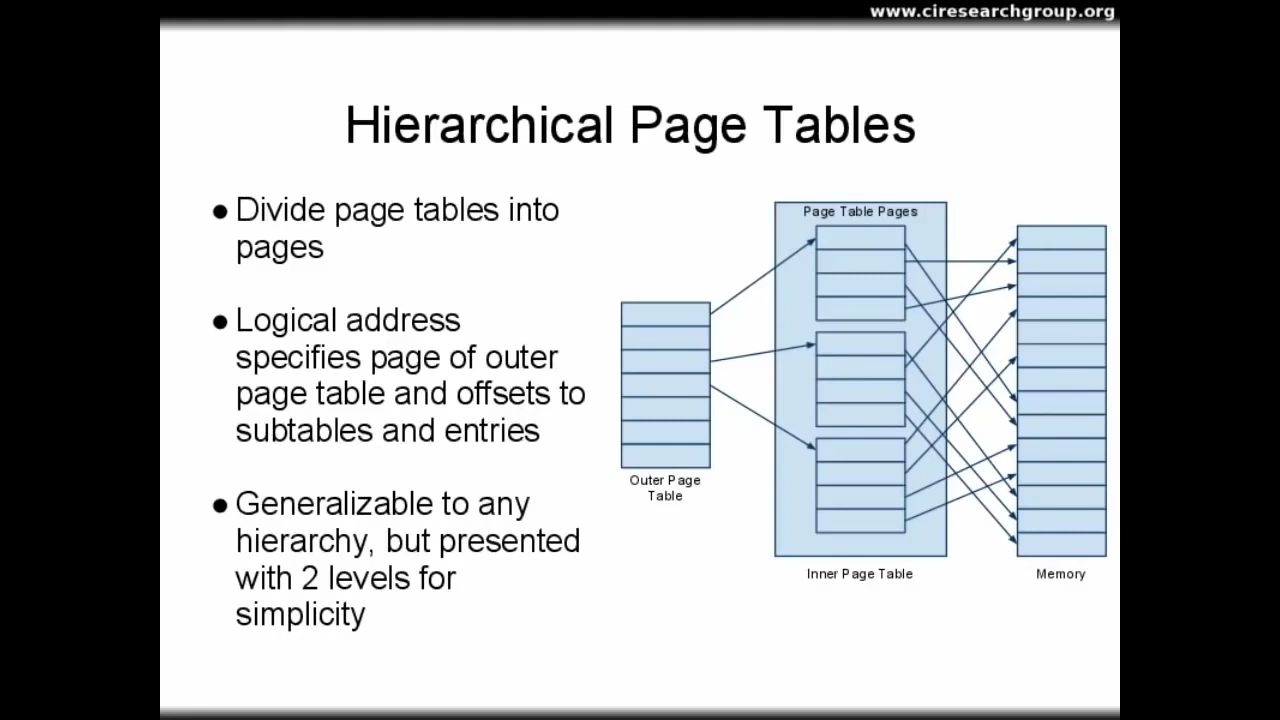 www.ciresearchgroup.org
Hierarchical Page Tables
● Divide page tables into
pages
● Logical address
specifies page of outer
page table and offsets to
subtables and entries
● Generalizable to any
hierarchy, but presented
with 2 levels for
simplicity
Page Table Pages
Outer Page
Table
Inner Page Table
Memory